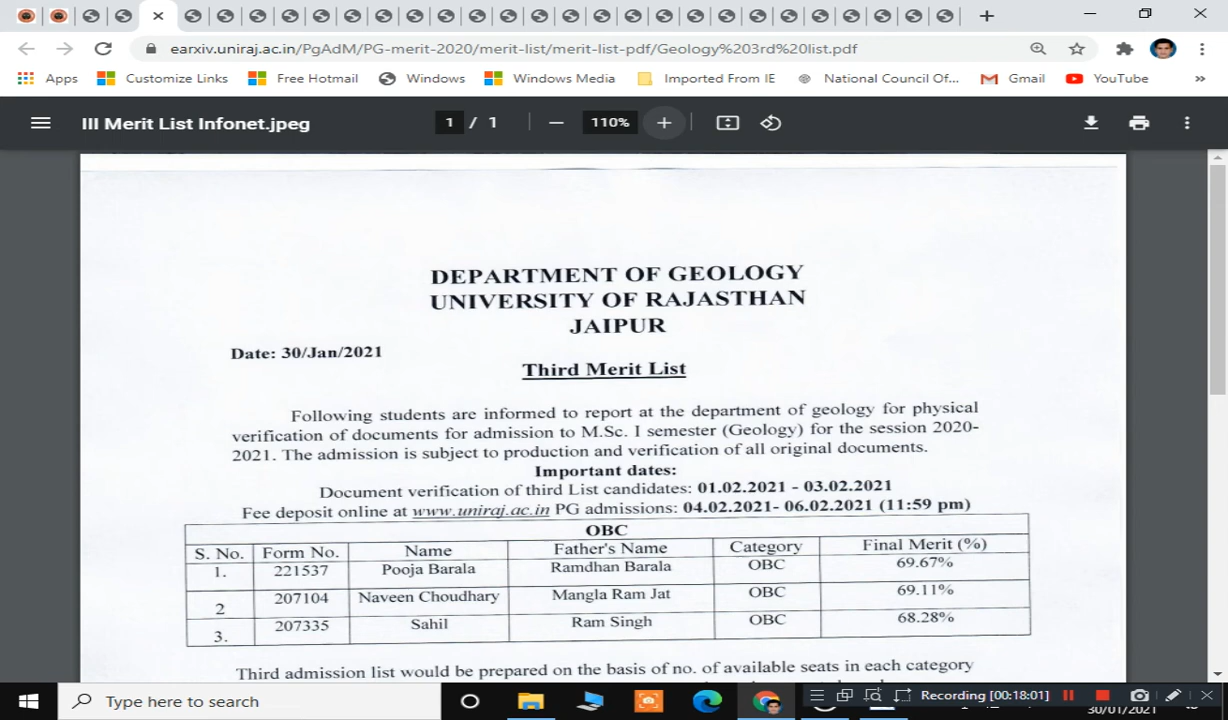 earxiv.uniraj.ac.in/PgAdM/PG-merit-2020/merit-list/merit-list-pdf/Geology%203rd%20list.pdf
Apps Customize Links Free Hotmail Windows Windows Media Imported From IE National Council Of... Gmail YouTube »
III Merit List Infonet.jpeg 1 / 1 110%
DEPARTMENT OF GEOLOGY
UNIVERSITY OF RAJASTHAN
JAIPUR
Date: 30/Jan/2021
Third Merit List
Following students are informed to report at the department of geology for physical
verification of documents for admission to M.Sc. I semester (Geology) for the session 2020-
2021. The admission is subject to production and verification of all original documents.
Important dates:
Document verification of third List candidates: 01.02.2021 - 03.02.2021
Fee deposit online at www.uniraj.ac.in PG admissions: 04.02.2021- 06.02.2021 (11:59 pm)
OBC
S. No. Form No. Name Father's Name Category Final Merit (%)
1. 221537 Pooja Barala Ramdhan Barala OBC 69.67%
2 207104 Naveen Choudhary Mangla Ram Jat OBC 69.11%
3. 207335 Sahil Ram Singh OBC 68.28%
Third admission list would be prepared on the basis of no. of available seats in each category
Type here to search
Recording [00:18:01]
30/01/2021